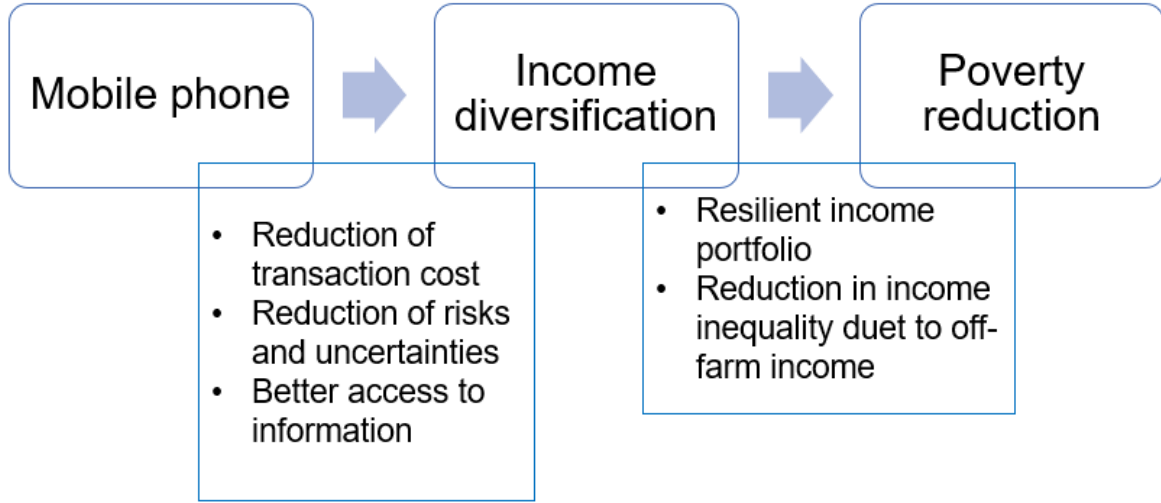 Mobile phone
Income
diversification
Poverty
reduction
• Reduction of
transaction cost
• Reduction of risks
and uncertainties
• Better access to
information
• Resilient income
portfolio
• Reduction in income
inequality duet to off-
farm income